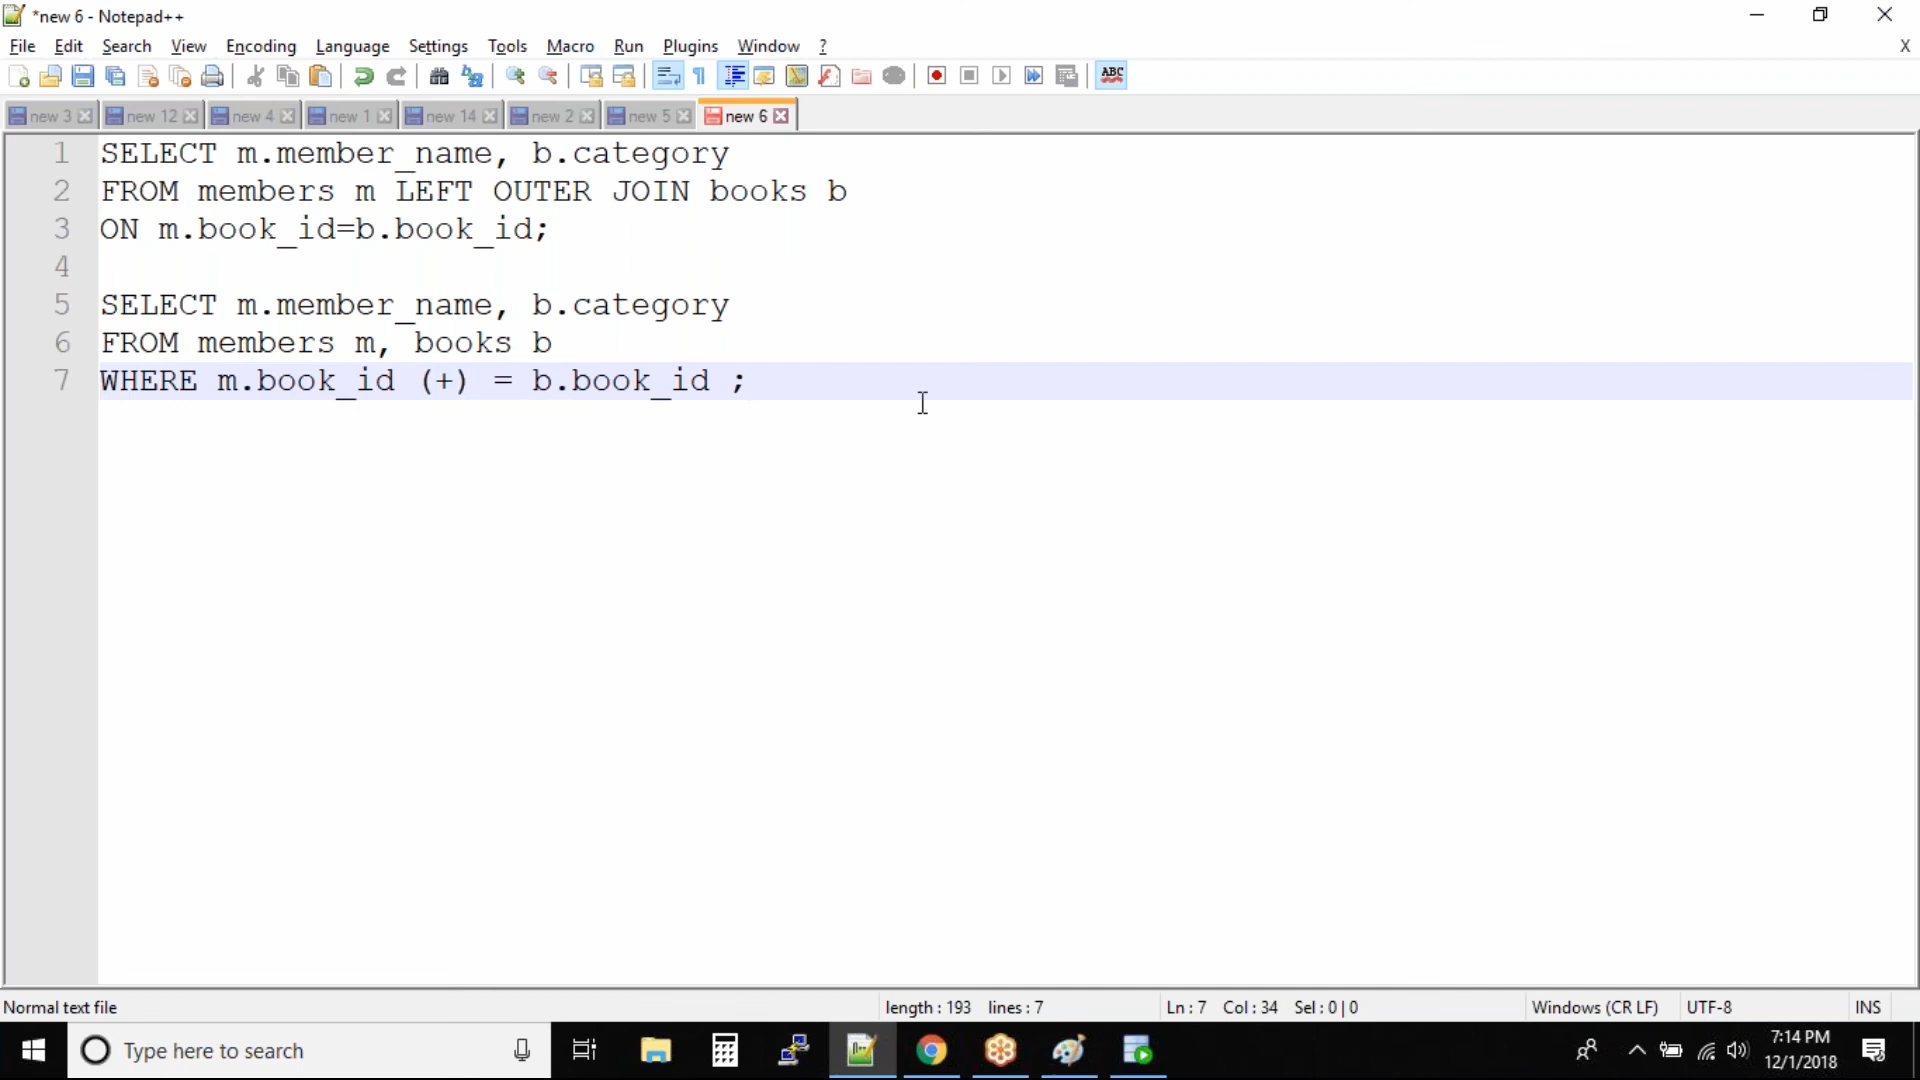 *new 6 - Notepad++
File Edit Search View Encoding Language Settings Tools Macro Run Plugins Window ? X
ABC
new 3 new 12 new 4 new 1 new 14 new 2 new 5 new 6
1 SELECT m.member_name, b.category
2 FROM members m LEFT OUTER JOIN books b
3 ON m.book_id=b.book_id;
4
5 SELECT m.member_name, b.category
6 FROM members m, books b
7 WHERE m.book_id (+) = b.book_id ;
Normal text file length : 193 lines : 7 Ln : 7 Col : 34 Sel : 0 | 0 Windows (CR LF) UTF-8 INS
Type here to search
7:14 PM
12/1/2018